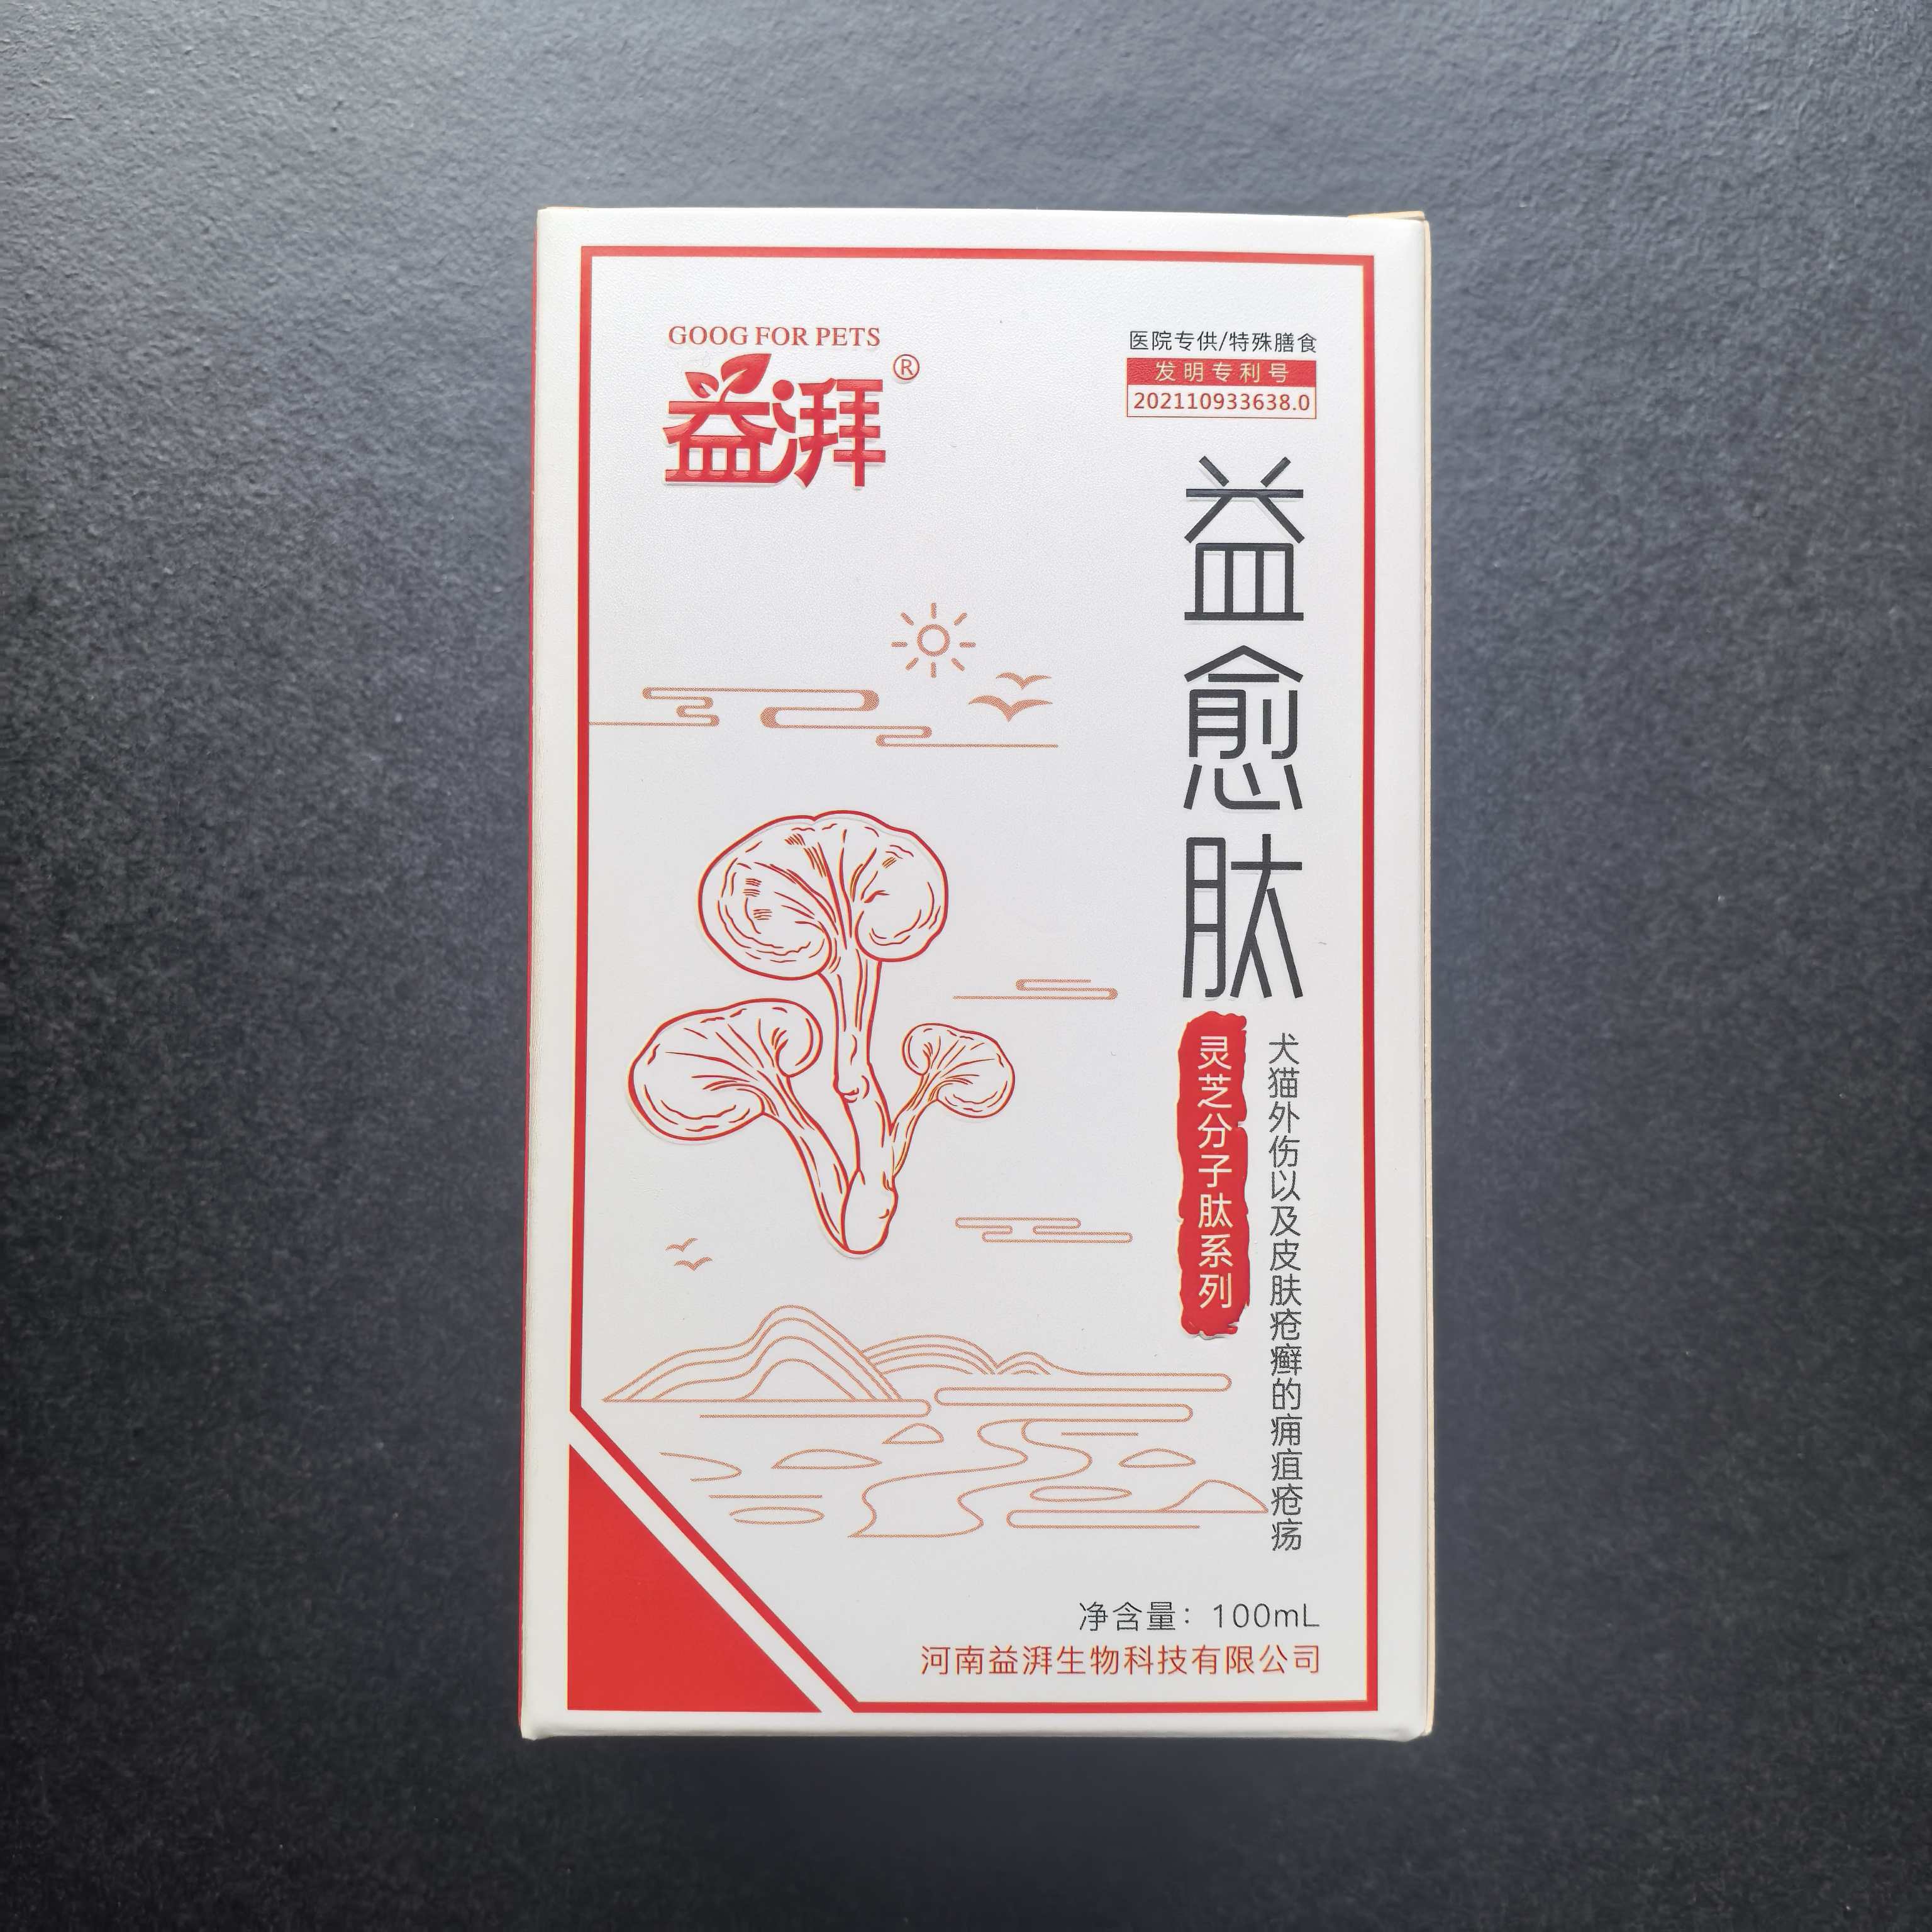 GOOG FOR PETS
益湃®
医院专供/特殊膳食
发明专利号
202110933638.0
益愈肽
灵芝分子肽系列
犬猫外伤以及皮肤疮癣的痈疽疮疡
净含量：100mL
河南益湃生物科技有限公司